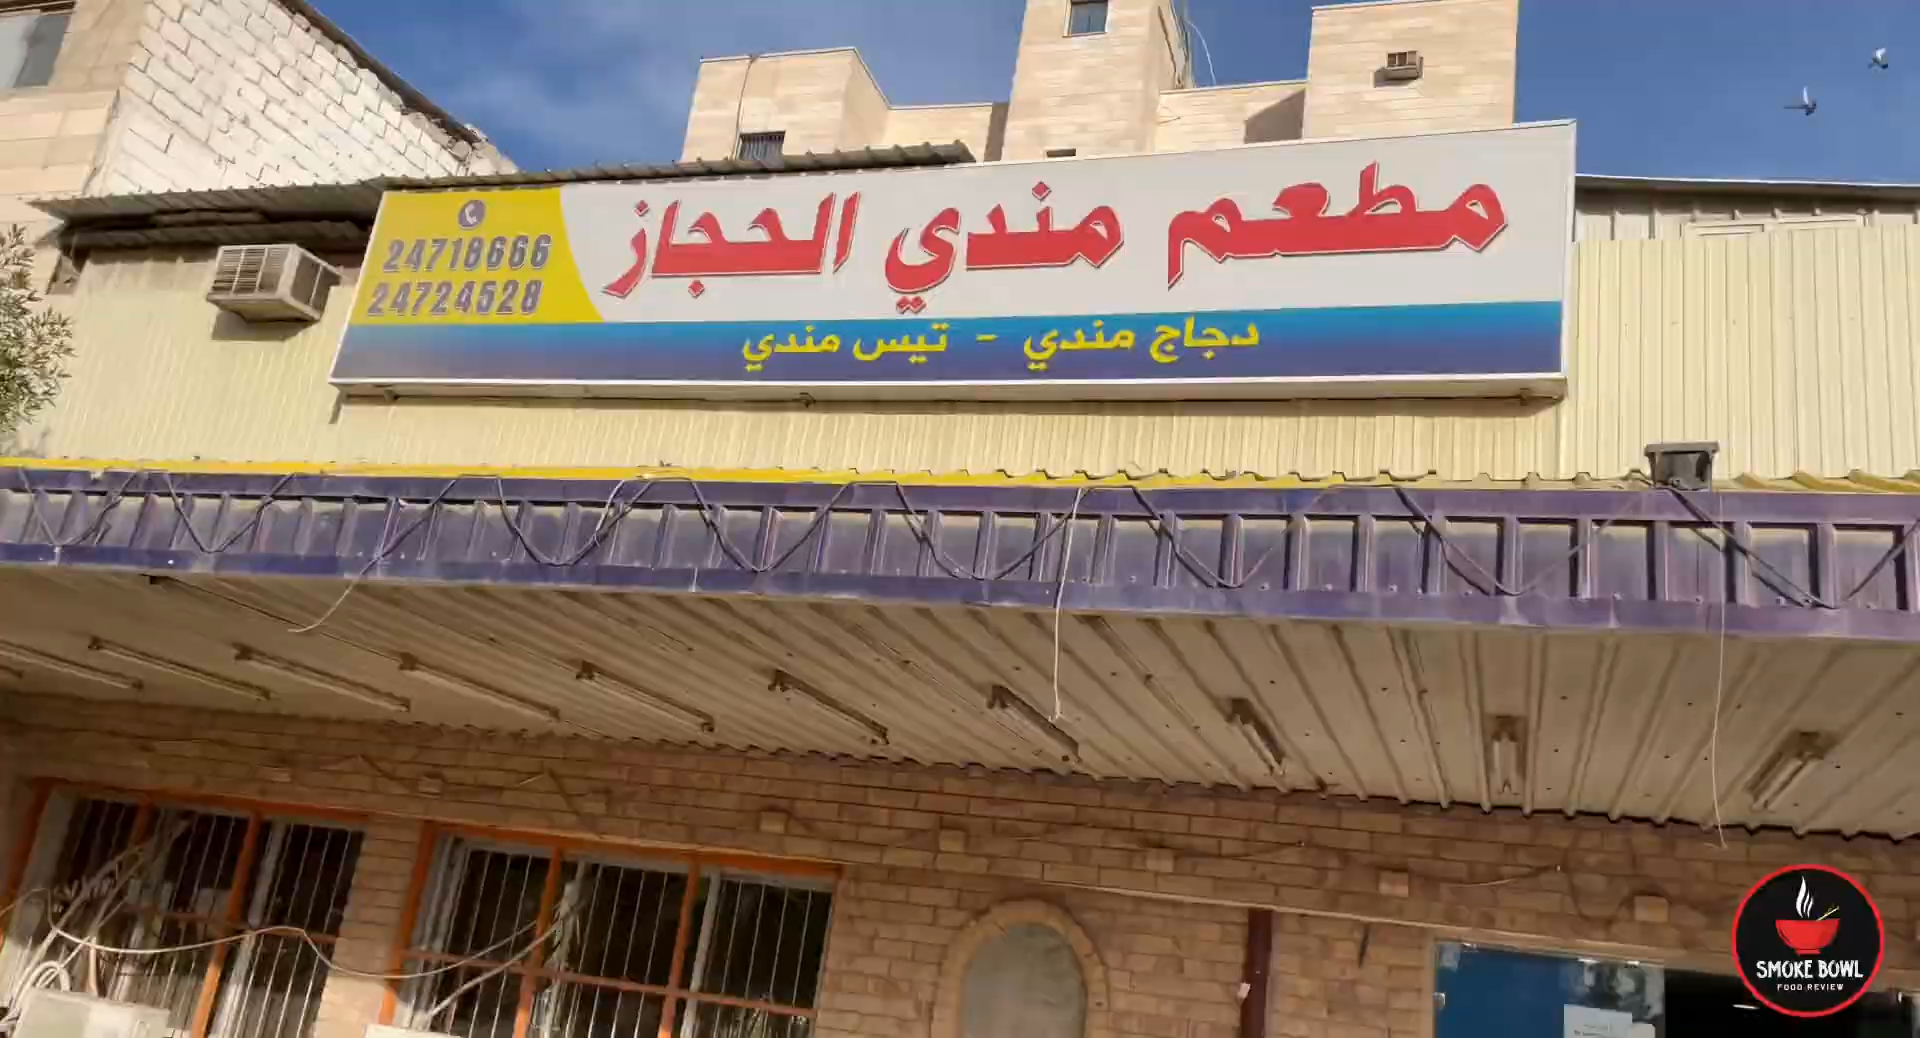 مطعم مندي الحجاز
دجاج مندي - تيس مندي
24718666
24724528
SMOKE BOWL
FOOD REVIEW